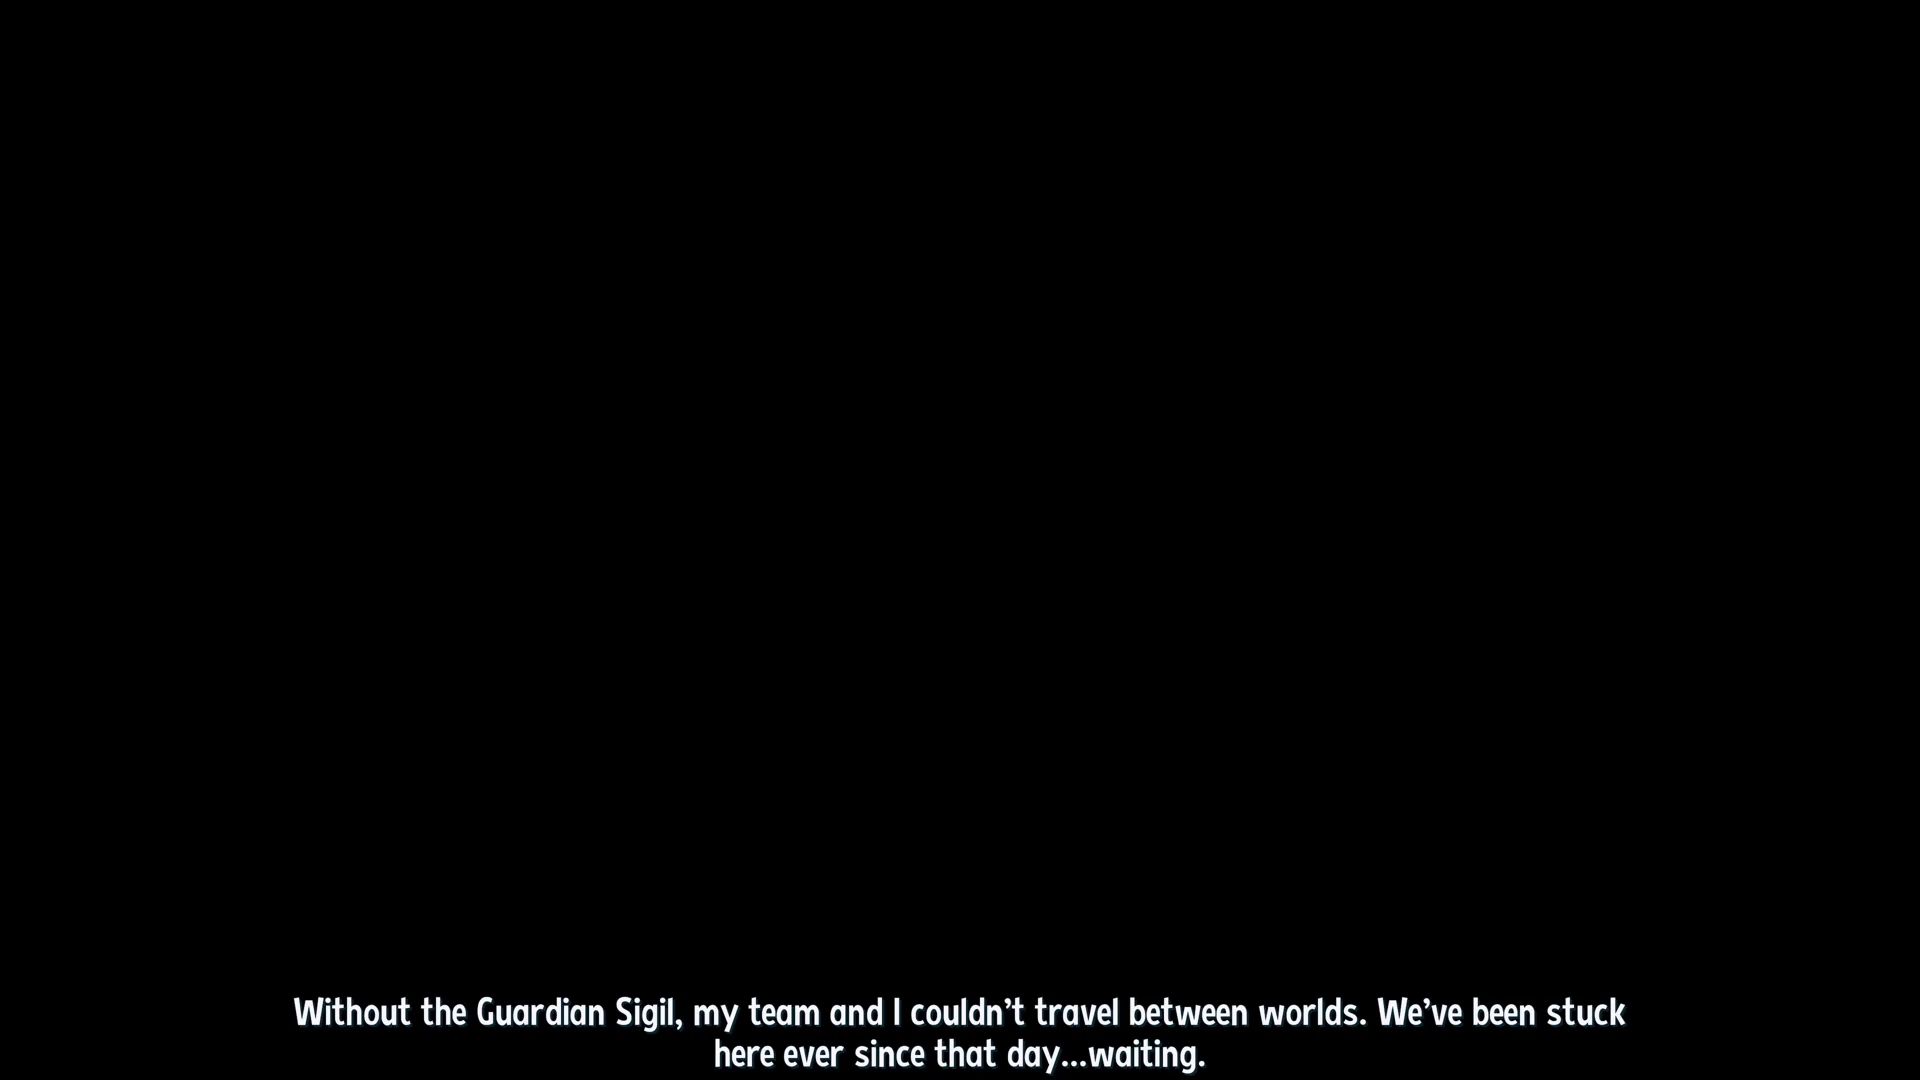 Without the Guardian Sigil, my team and I couldn’t travel between worlds. We’ve been stuck
here ever since that day...waiting.